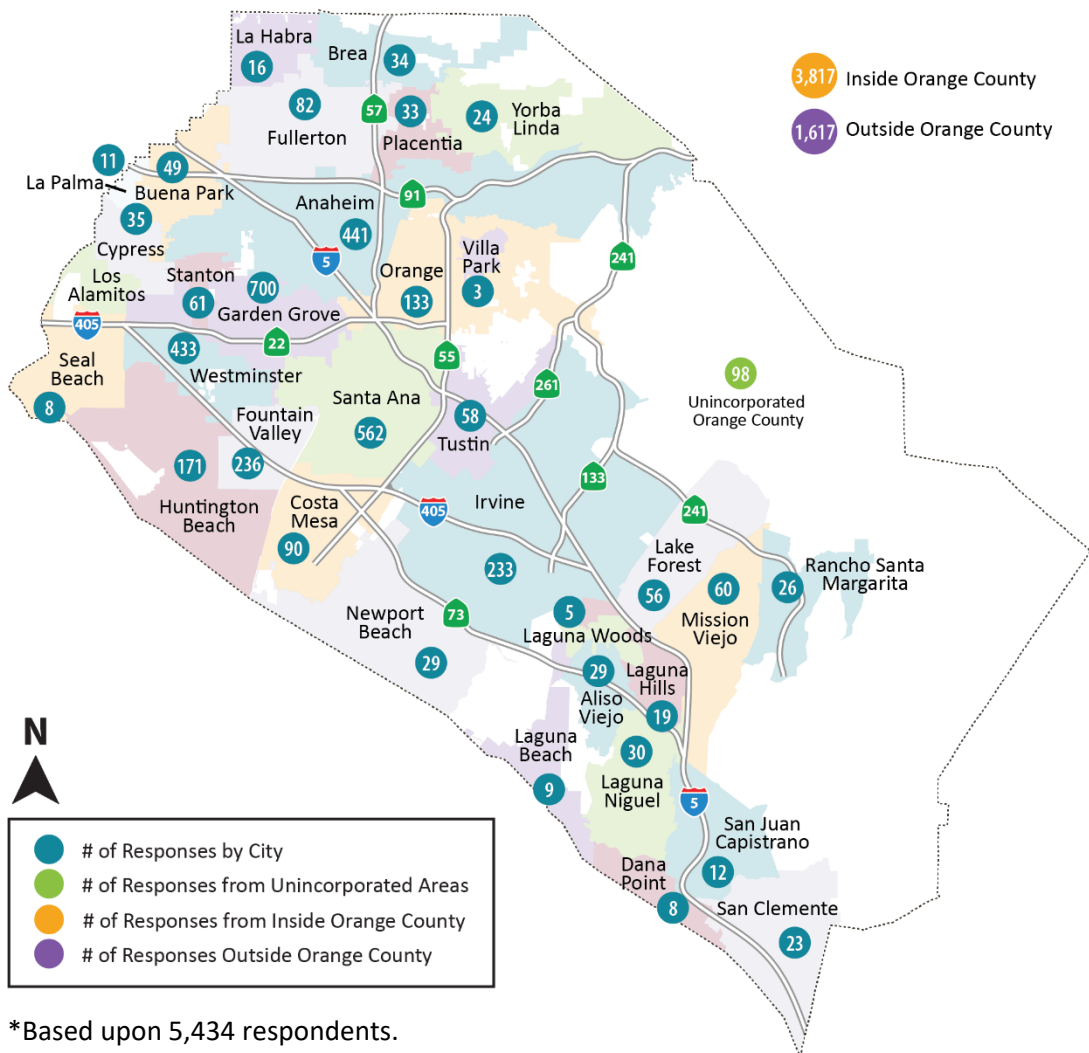 La Habra
16
Brea
34
3,817 Inside Orange County
1,617 Outside Orange County
82
Fullerton
57
33
Placentia
24
Yorba
Linda
11
La Palma
49
Buena Park
91
35
Cypress
Anaheim
441
5
Orange
133
Villa
Park
3
241
Los
Alamitos
Stanton
61
700
Garden Grove
405
22
433
Westminster
55
261
98
Unincorporated
Orange County
Seal
Beach
8
Santa Ana
562
58
Tustin
Fountain
Valley
236
171
Huntington
Beach
133
Costa
Mesa
90
405
Irvine
233
241
Lake
Forest
56
60
Mission
Viejo
26
Rancho Santa
Margarita
73
Newport
Beach
29
5
Laguna Woods
29
Aliso
Viejo
Laguna
Hills
19
Laguna
Beach
9
30
Laguna
Niguel
5
San Juan
Capistrano
12
Dana
Point
8
San Clemente
23
N
# of Responses by City
# of Responses from Unincorporated Areas
# of Responses from Inside Orange County
# of Responses Outside Orange County
*Based upon 5,434 respondents.